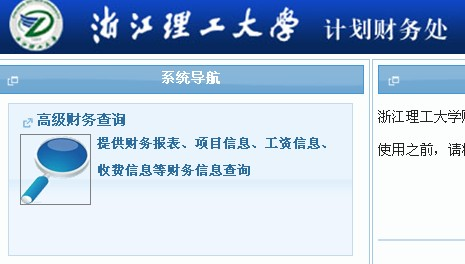 浙江理工大学 计划财务处
系统导航
高级财务查询
提供财务报表、项目信息、工资信息、
收费信息等财务信息查询
浙江理工大学
使用之前，请